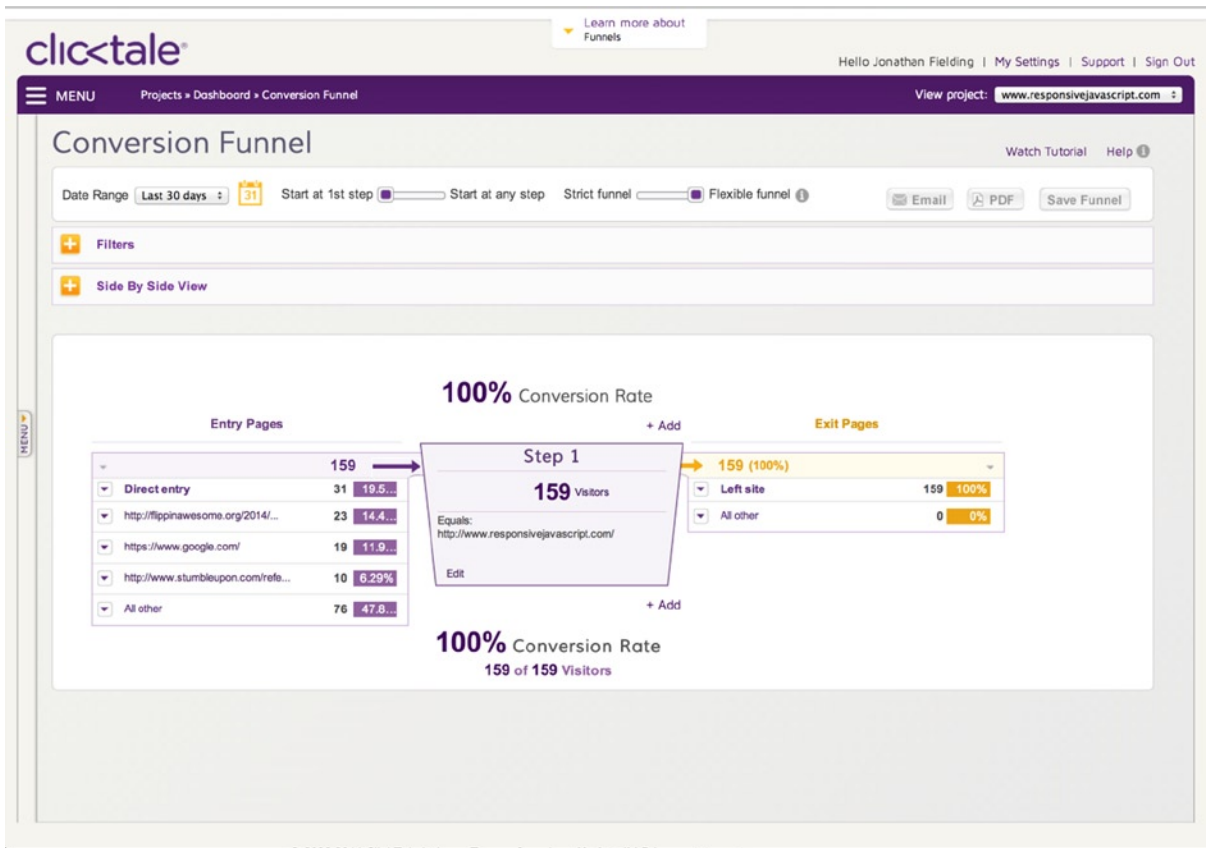 Learn more about
Funnels
clicktale®
Hello Jonathan Fielding | My Settings | Support | Sign Out
MENU Projects » Dashboard » Conversion Funnel View project: www.responsivejavascript.com
Conversion Funnel
Watch Tutorial Help i
Date Range Last 30 days 31 Start at 1st step Start at any step Strict funnel Flexible funnel i Email PDF Save Funnel
+ Filters
+ Side By Side View
MENU
100% Conversion Rate
Entry Pages + Add Exit Pages
159 Step 1 159 (100%)
Direct entry 31 19.5... 159 Visitors Left site 159 100%
http://flippinawesome.org/2014/... 23 14.4... Equals: All other 0 0%
http://www.responsivejavascript.com/
https://www.google.com/ 19 11.9...
http://www.stumbleupon.com/refe... 10 6.29% Edit
All other 76 47.8... + Add
100% Conversion Rate
159 of 159 Visitors